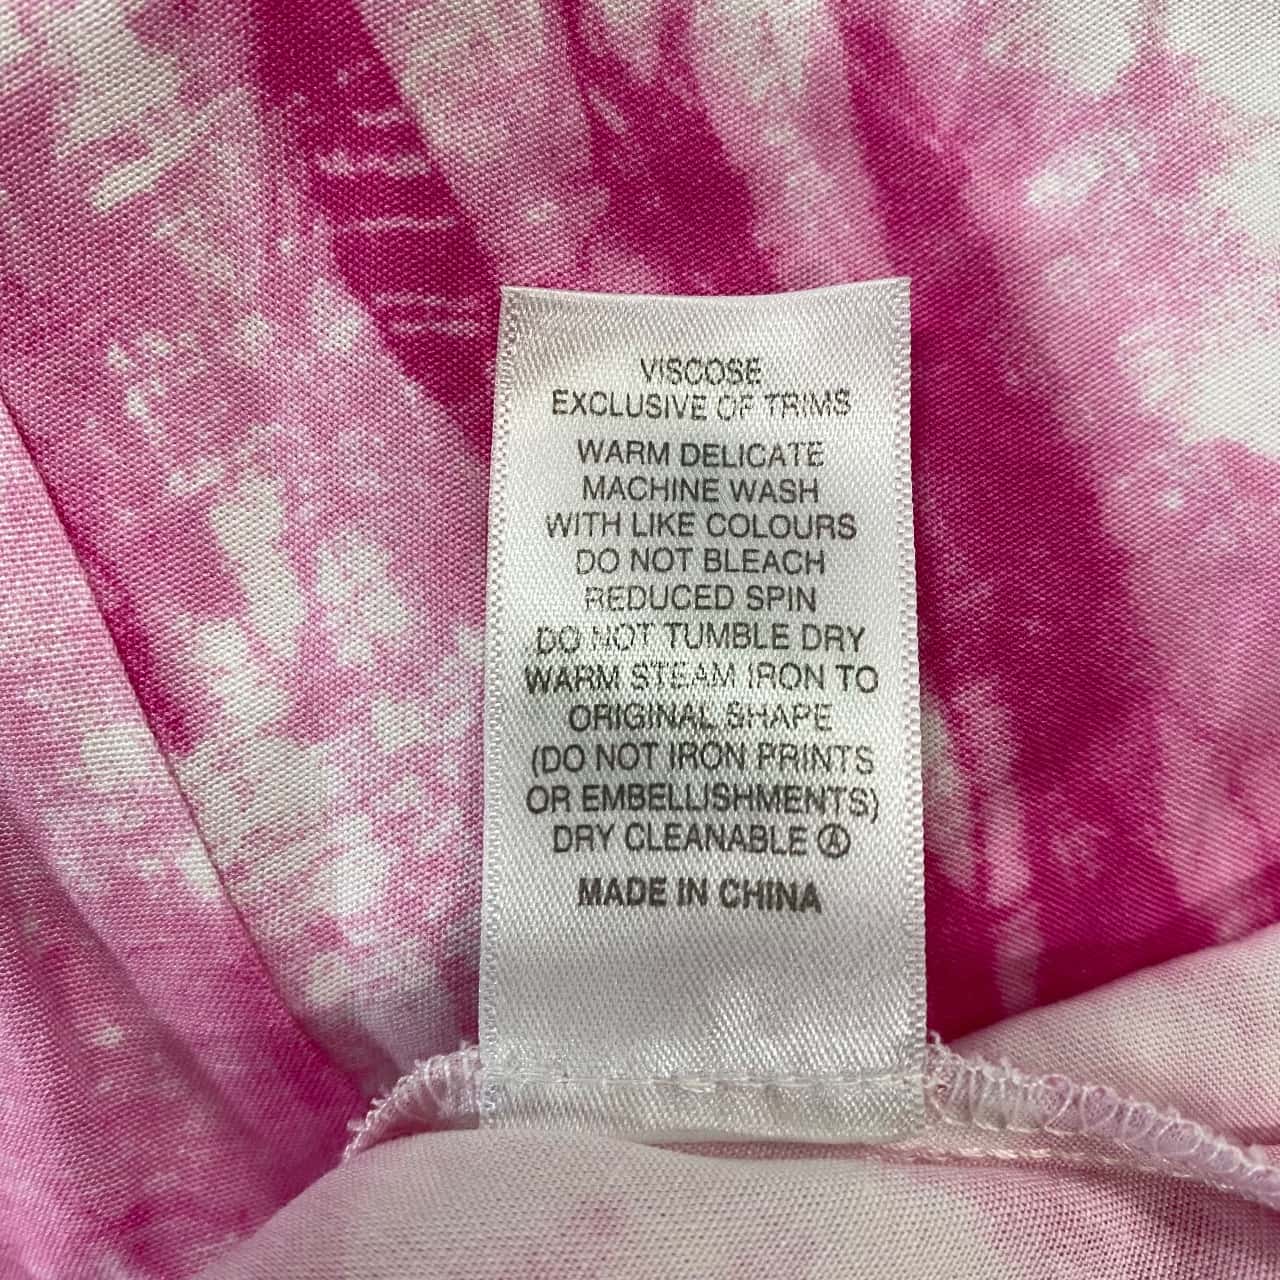 VISCOSE
EXCLUSIVE OF TRIMS
WARM DELICATE
MACHINE WASH
WITH LIKE COLOURS
DO NOT BLEACH
REDUCED SPIN
DO NOT TUMBLE DRY
WARM STEAM IRON TO
ORIGINAL SHAPE
(DO NOT IRON PRINTS
OR EMBELLISHMENTS)
DRY CLEANABLE Ⓐ
MADE IN CHINA